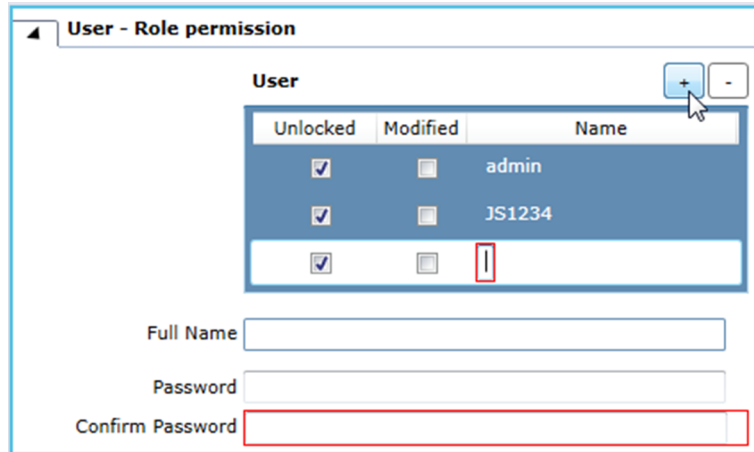 User - Role permission
User + -
Unlocked Modified Name
admin
JS1234
Full Name
Password
Confirm Password